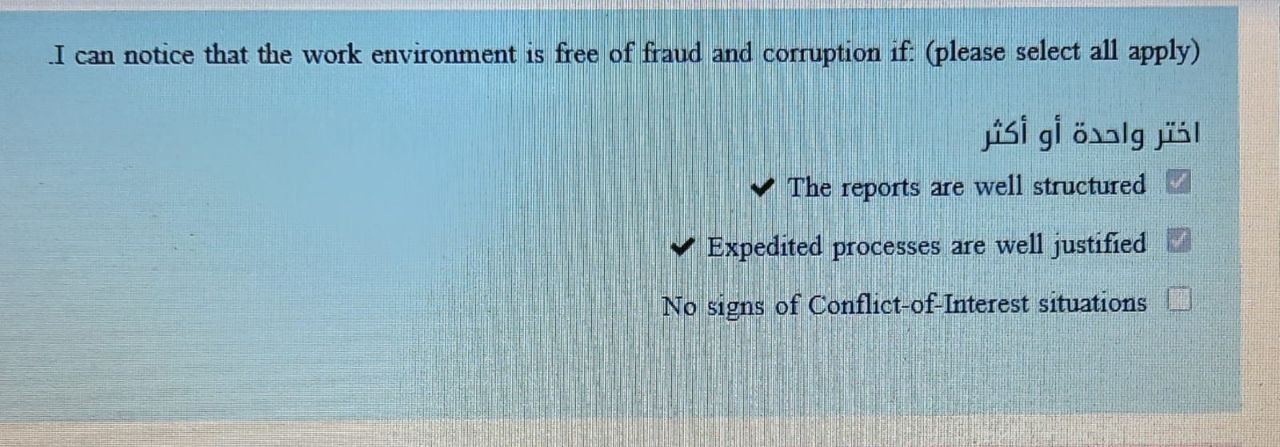 .I can notice that the work environment is free of fraud and corruption if: (please select all apply)
اختر واحدة أو أكثر
The reports are well structured
Expedited processes are well justified
No signs of Conflict-of-Interest situations